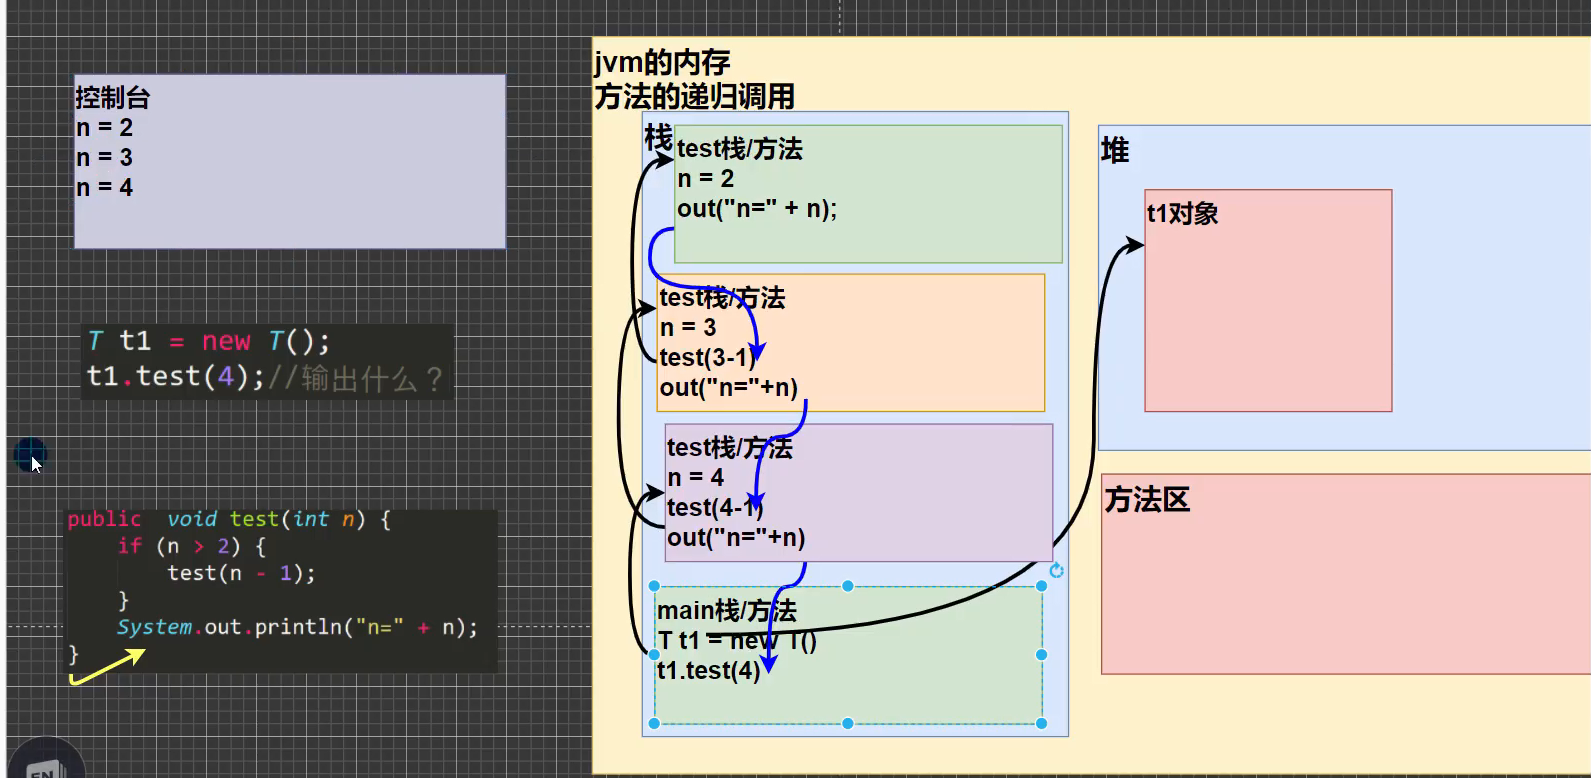 控制台
n = 2
n = 3
n = 4
T t1 = new T();
t1.test(4);//输出什么？
public void test(int n) {
if (n > 2) {
test(n - 1);
}
System.out.println("n=" + n);
}
EN
jvm的内存
方法的递归调用
栈
test栈/方法
n = 2
out("n=" + n);
test栈/方法
n = 3
test(3-1)
out("n="+n)
test栈/方法
n = 4
test(4-1)
out("n="+n)
main栈/方法
T t1 = new T()
t1.test(4)
堆
t1对象
方法区